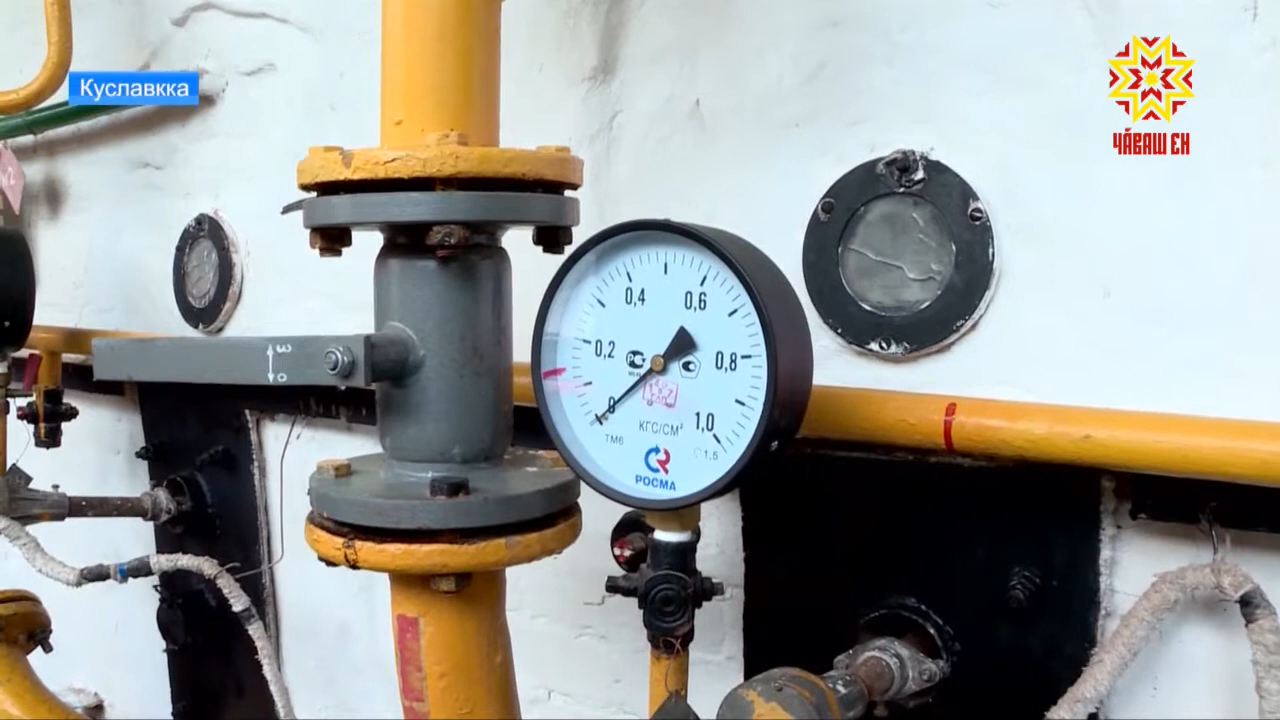 Куславкка
ЧĂВАШ ЕН
0,4
0,6
0,2
0,8
0
1,0
КГС/СМ²
ТМ6
1,5
РОСМА
З
О